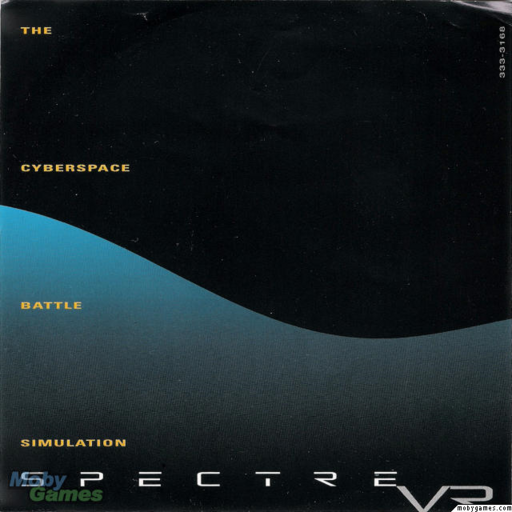 THE
333-3168
CYBERSPACE
BATTLE
SIMULATION
SPECTRE
VR
Moby
Games
mobygames.com